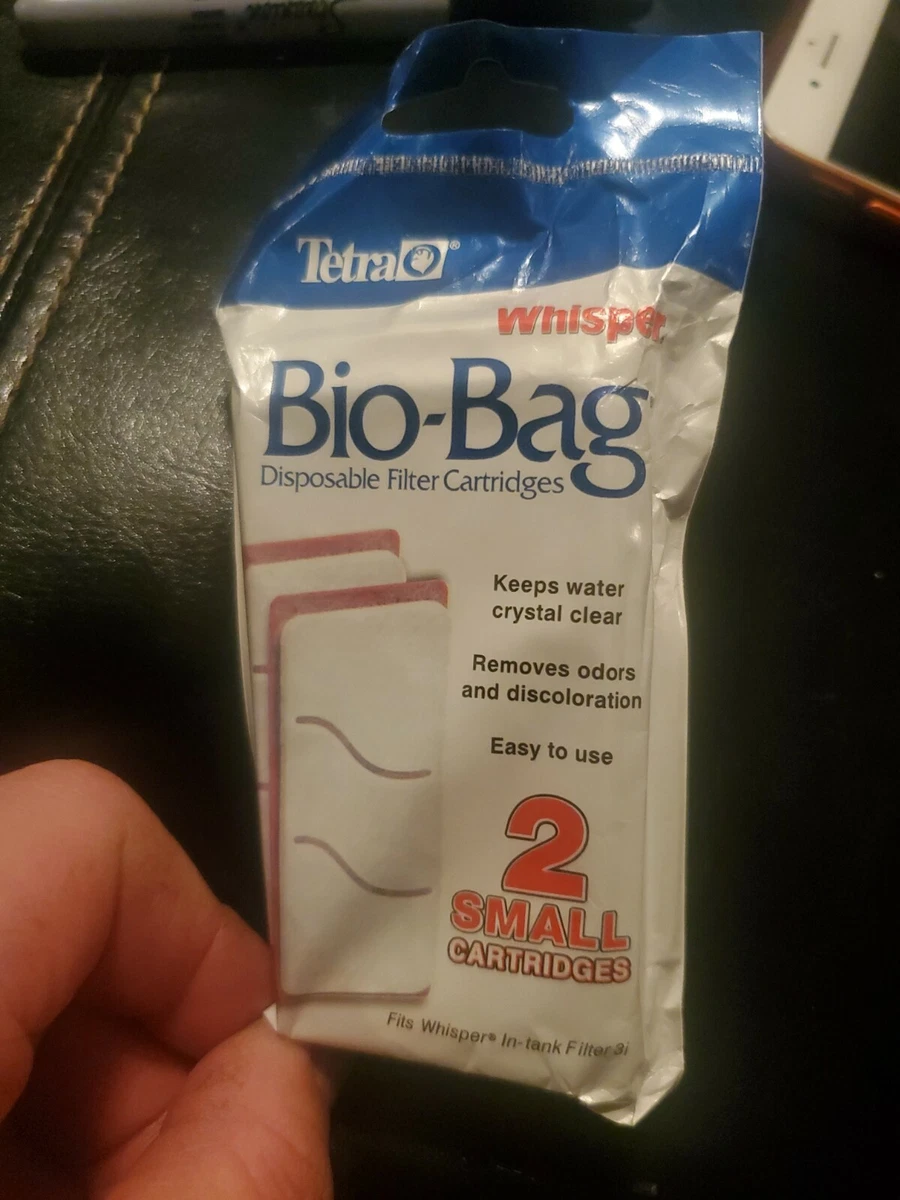 Sharpie
Tetra®
Whisper
Bio-Bag
Disposable Filter Cartridges
Keeps water
crystal clear
Removes odors
and discoloration
Easy to use
2
SMALL
CARTRIDGES
Fits Whisper® In-tank Filter 3i